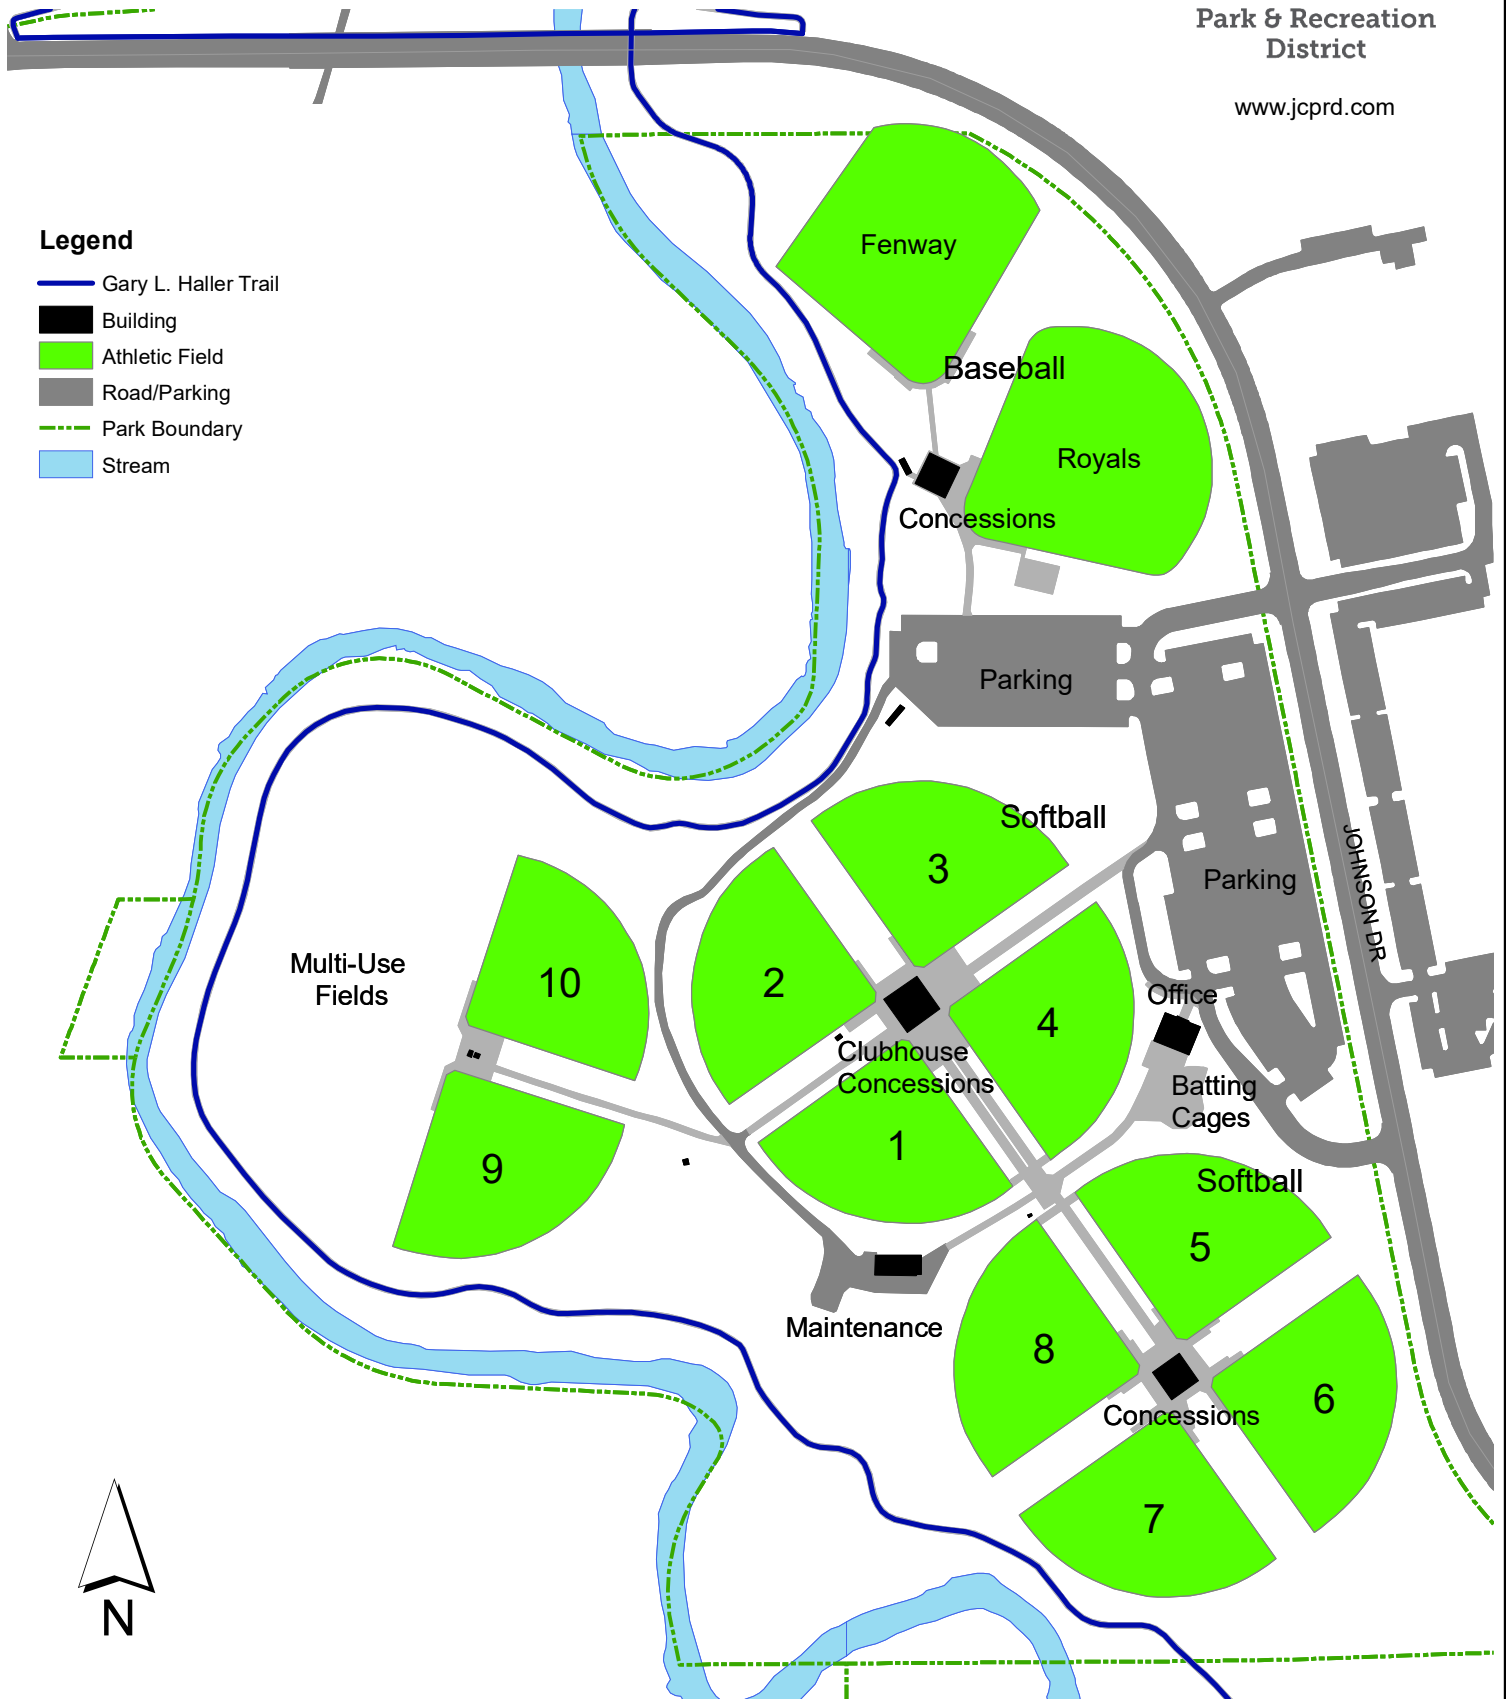 Park & Recreation
District
www.jcprd.com
Legend
Gary L. Haller Trail
Building
Athletic Field
Road/Parking
Park Boundary
Stream
Fenway
Baseball
Royals
Concessions
Parking
Softball
3
Parking
JOHNSON DR
Multi-Use
Fields
10
2
4
Office
Clubhouse
Concessions
Batting
Cages
1
9
Softball
5
Maintenance
8
6
Concessions
7
N